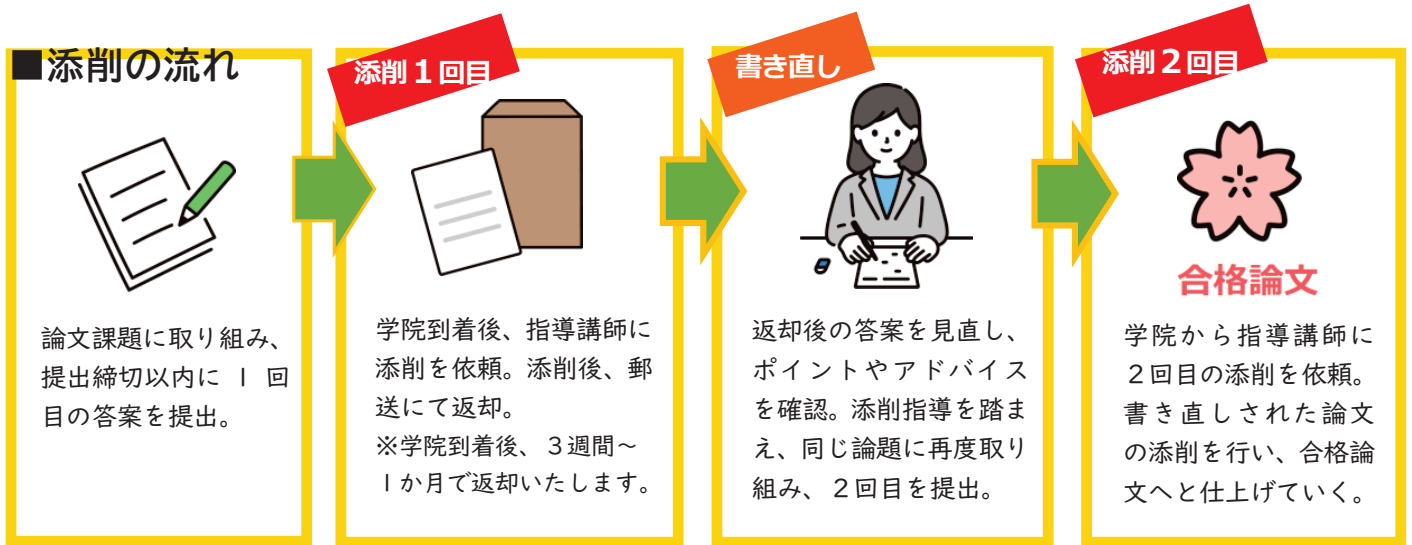 ■添削の流れ
論文課題に取り組み、
提出締切以内に 1 回
目の答案を提出。
添削１回目
学院到着後、指導講師に
添削を依頼。添削後、郵
送にて返却。
※学院到着後、３週間～
1か月で返却いたします。
書き直し
返却後の答案を見直し、
ポイントやアドバイス
を確認。添削指導を踏ま
え、同じ論題に再度取り
組み、２回目を提出。
添削２回目
合格論文
学院から指導講師に
２回目の添削を依頼。
書き直しされた論文
の添削を行い、合格論
文へと仕上げていく。